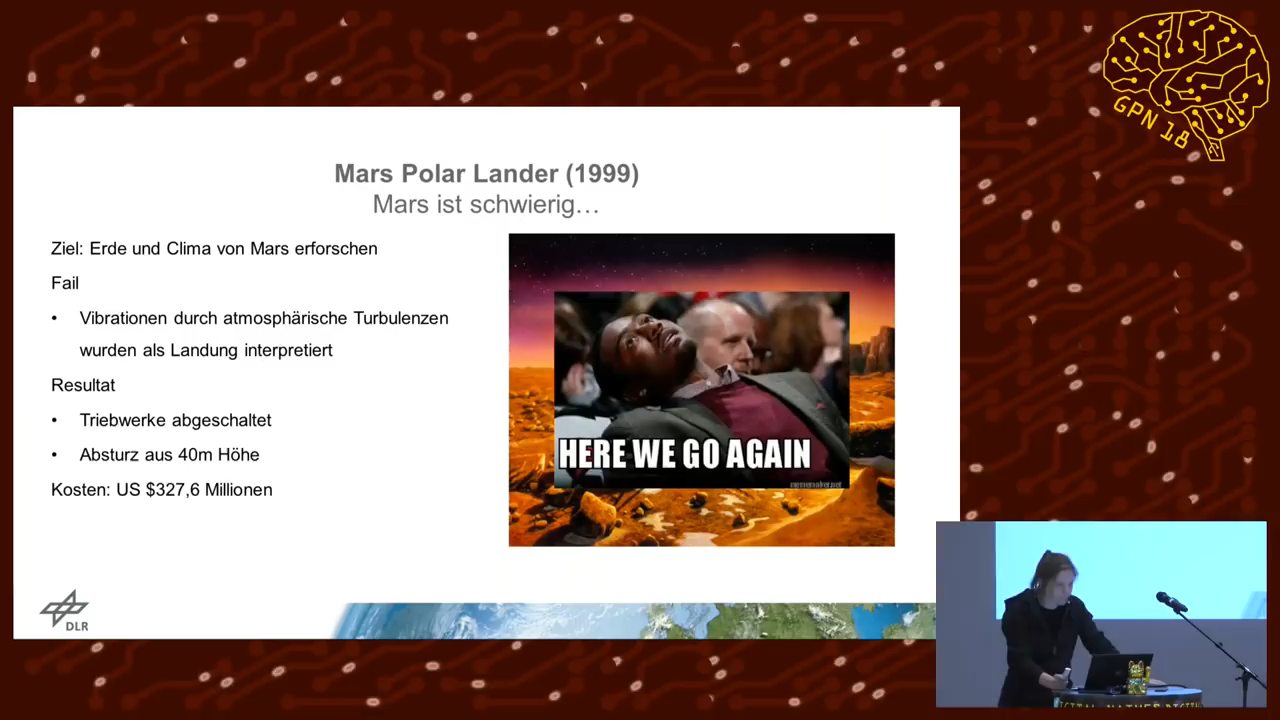 GPN 18
Mars Polar Lander (1999)
Mars ist schwierig…
Ziel: Erde und Clima von Mars erforschen
Fail
• Vibrationen durch atmosphärische Turbulenzen
wurden als Landung interpretiert
Resultat
• Triebwerke abgeschaltet
• Absturz aus 40m Höhe
Kosten: US $327,6 Millionen
HERE WE GO AGAIN
DLR